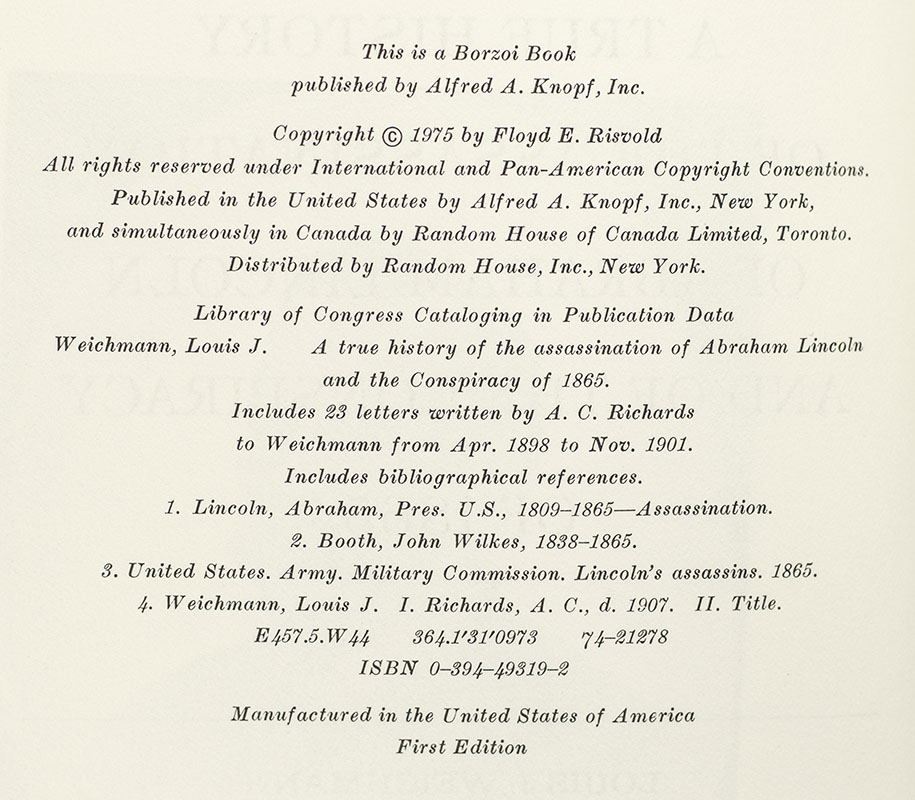 This is a Borzoi Book
published by Alfred A. Knopf, Inc.
Copyright © 1975 by Floyd E. Risvold
All rights reserved under International and Pan-American Copyright Conventions.
Published in the United States by Alfred A. Knopf, Inc., New York,
and simultaneously in Canada by Random House of Canada Limited, Toronto.
Distributed by Random House, Inc., New York.
Library of Congress Cataloging in Publication Data
Weichmann, Louis J. A true history of the assassination of Abraham Lincoln
and the Conspiracy of 1865.
Includes 23 letters written by A. C. Richards
to Weichmann from Apr. 1898 to Nov. 1901.
Includes bibliographical references.
1. Lincoln, Abraham, Pres. U.S., 1809–1865—Assassination.
2. Booth, John Wilkes, 1838–1865.
3. United States. Army. Military Commission. Lincoln's assassins. 1865.
4. Weichmann, Louis J. I. Richards, A. C., d. 1907. II. Title.
E457.5.W44 364.1'31'0973 74–21278
ISBN 0–394–49319–2
Manufactured in the United States of America
First Edition